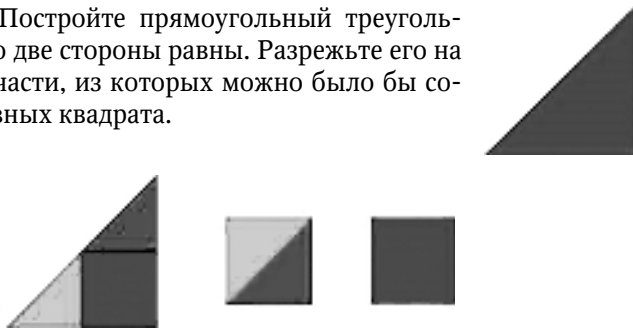 Постройте прямоугольный треуголь-
о две стороны равны. Разрежьте его на
части, из которых можно было бы со-
вных квадрата.